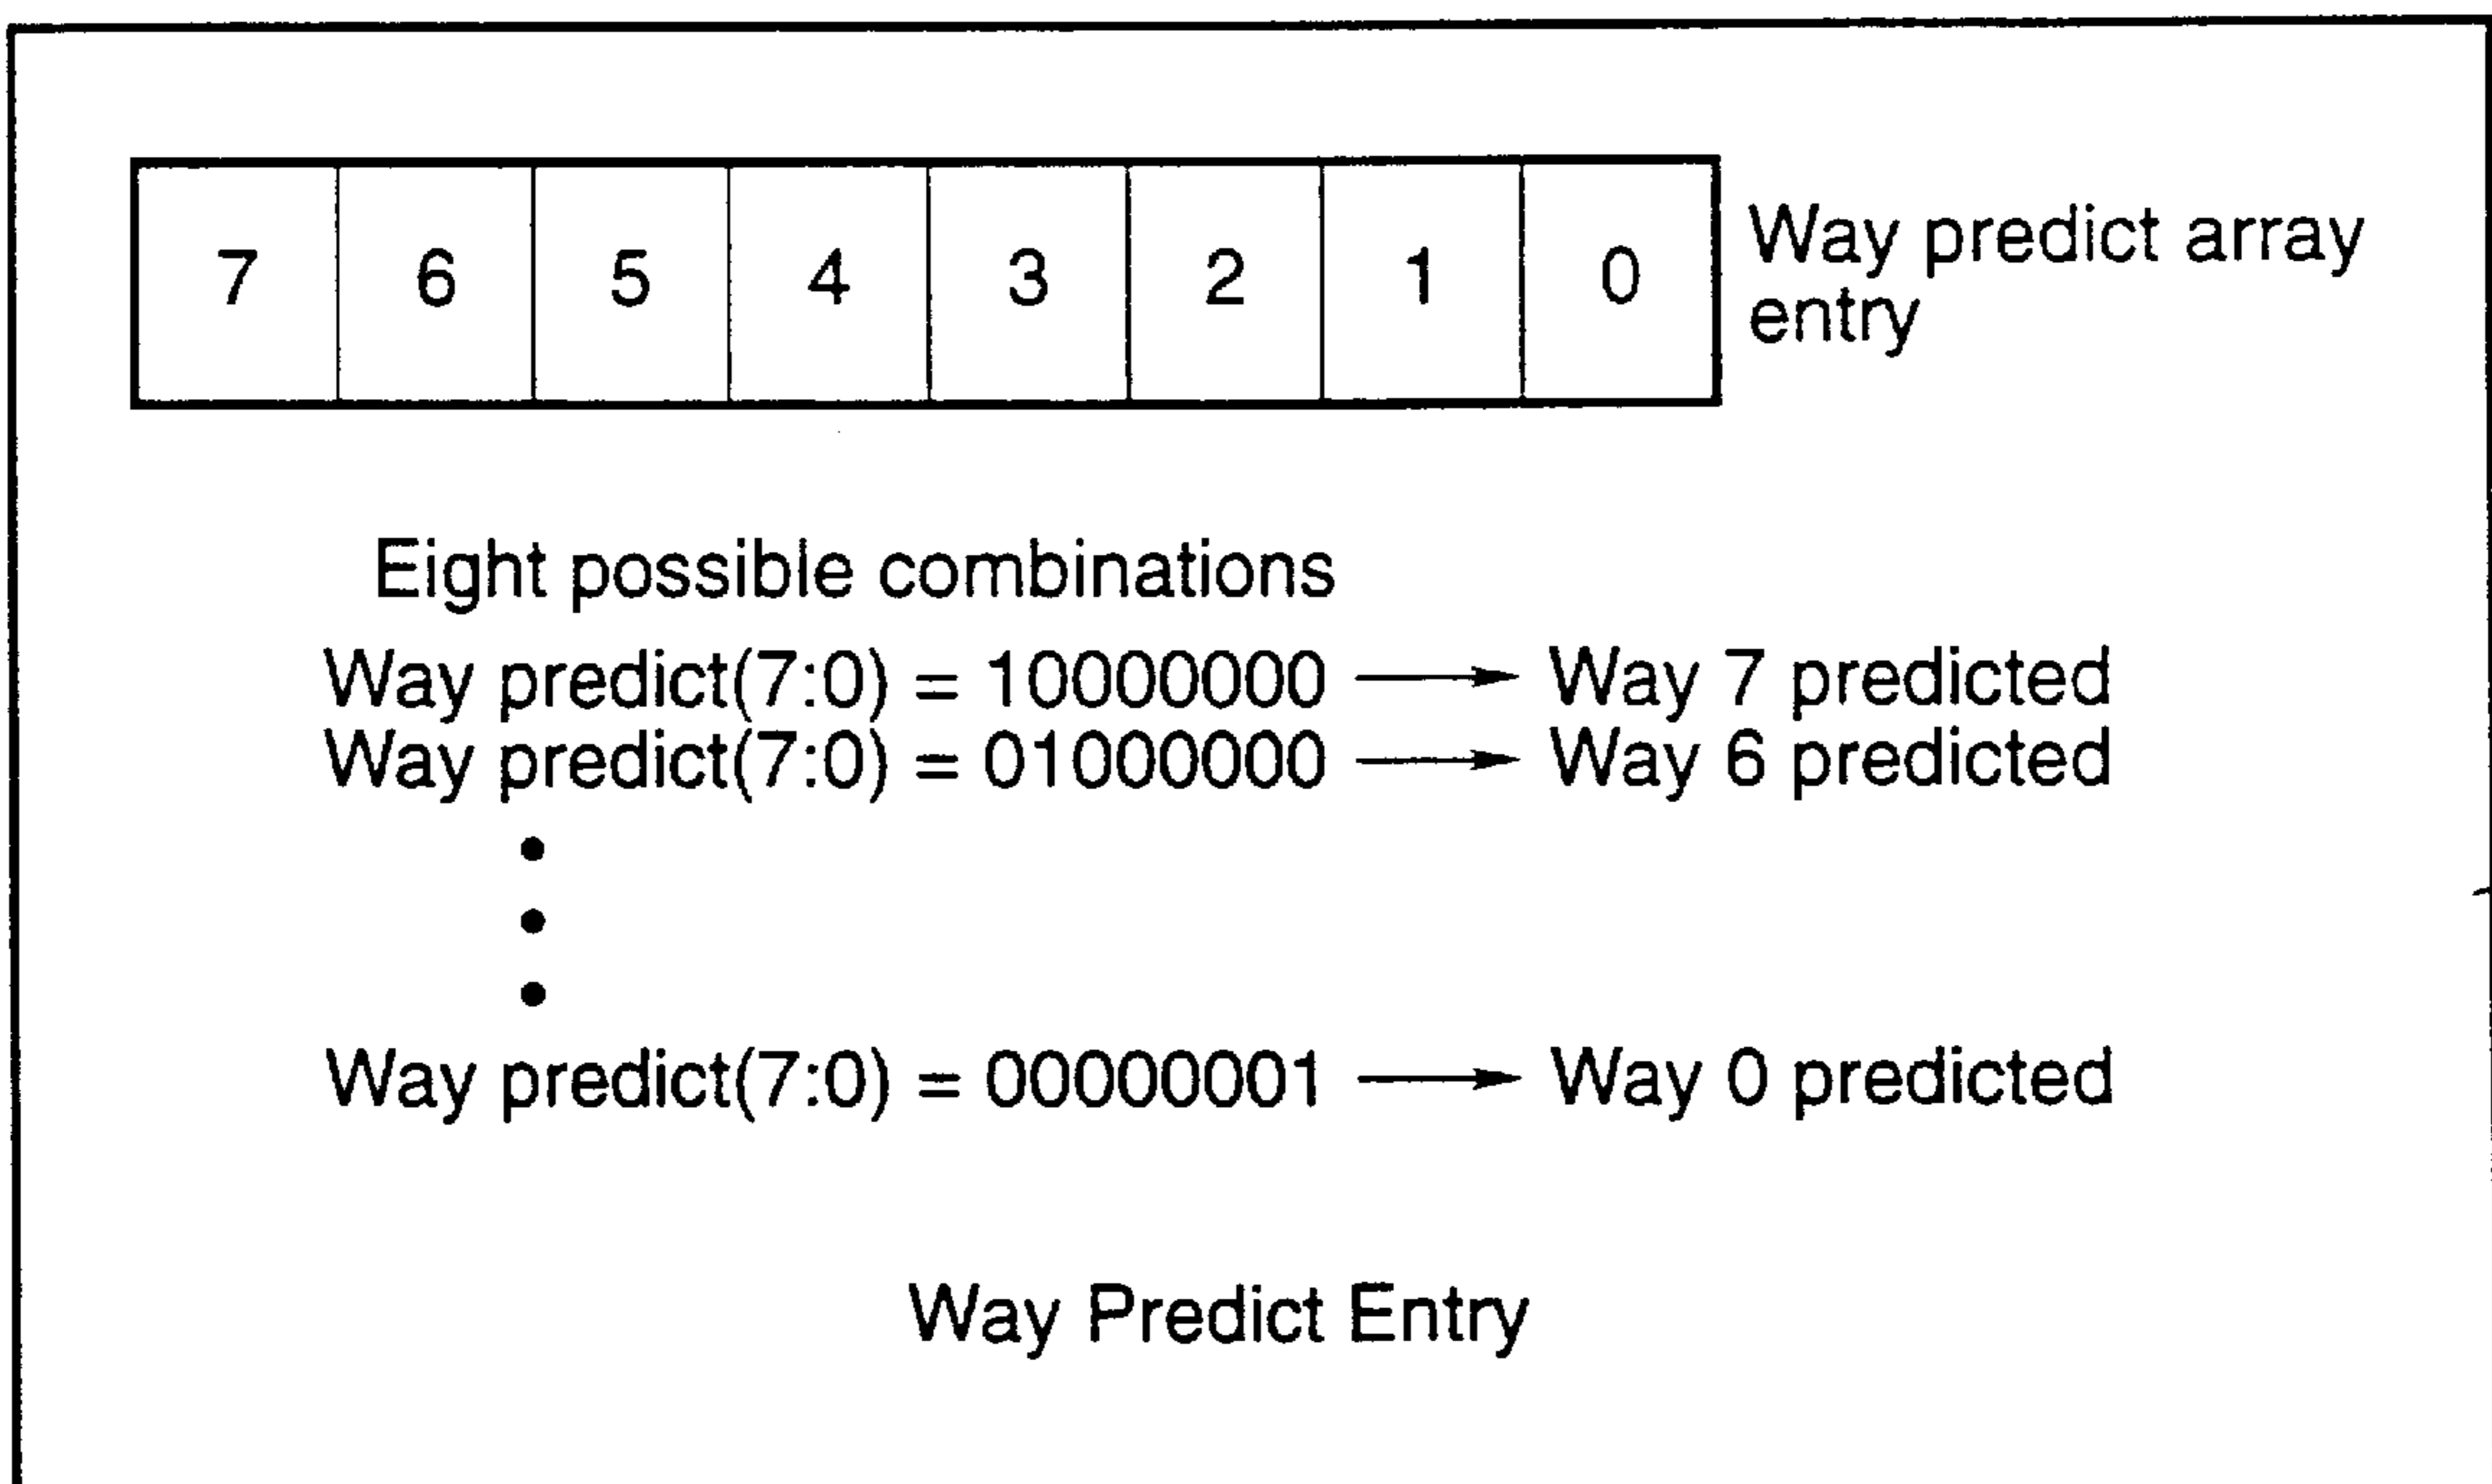 7 6 5 4 3 2 1 0
Way predict array
entry
Eight possible combinations
Way predict(7:0) = 10000000 → Way 7 predicted
Way predict(7:0) = 01000000 → Way 6 predicted
•
•
•
Way predict(7:0) = 00000001 → Way 0 predicted
Way Predict Entry